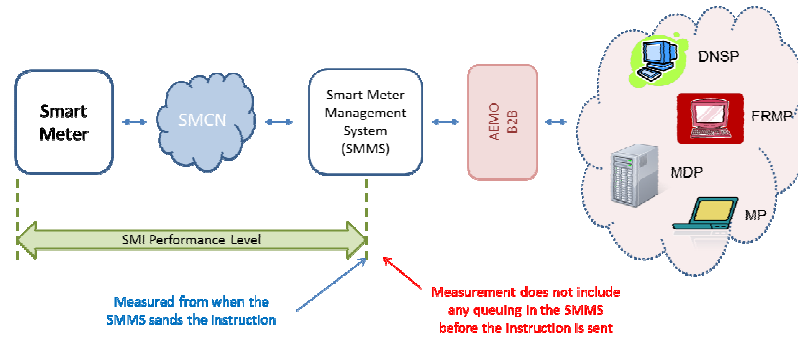 Smart
Meter
SMCN
Smart Meter
Management
System
(SMMS)
AEMO
B2B
DNSP
FRMP
MDP
MP
SMI Performance Level
Measured from when the
SMMS sands the instruction
Measurement does not include
any queuing in the SMMS
before the instruction is sent